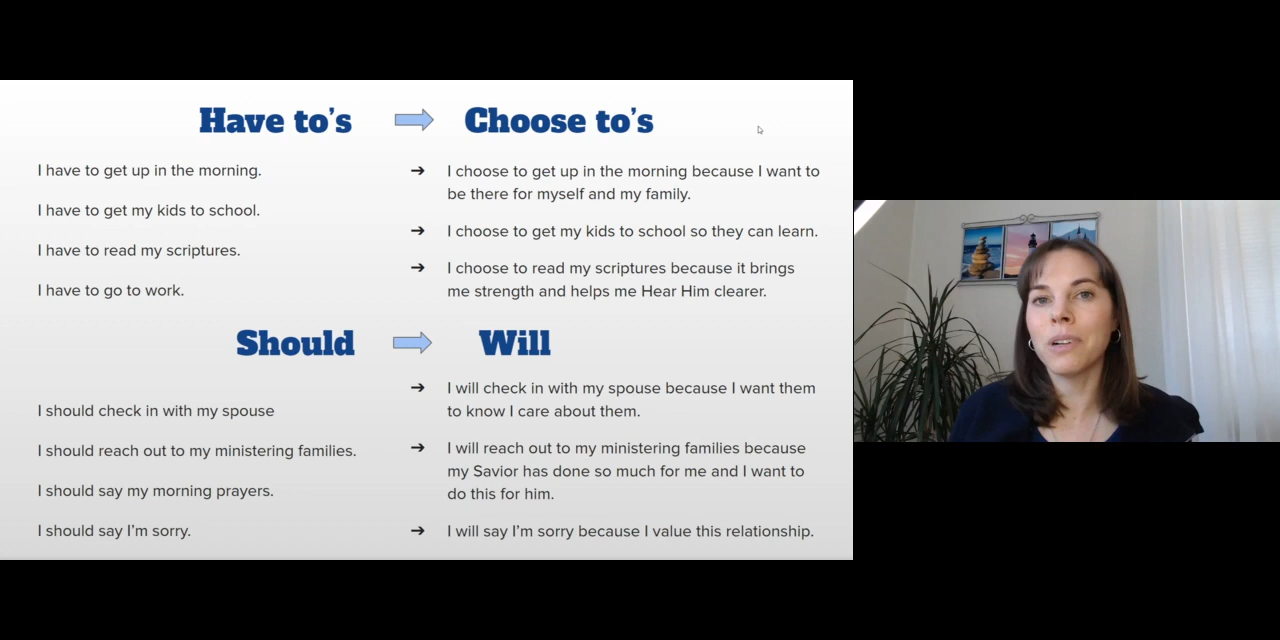 Have to's
Choose to's
I have to get up in the morning.
I have to get my kids to school.
I have to read my scriptures.
I have to go to work.
➔ I choose to get up in the morning because I want to
be there for myself and my family.
➔ I choose to get my kids to school so they can learn.
➔ I choose to read my scriptures because it brings
me strength and helps me Hear Him clearer.
Should
Will
I should check in with my spouse
I should reach out to my ministering families.
I should say my morning prayers.
I should say I’m sorry.
➔ I will check in with my spouse because I want them
to know I care about them.
➔ I will reach out to my ministering families because
my Savior has done so much for me and I want to
do this for him.
➔ I will say I’m sorry because I value this relationship.